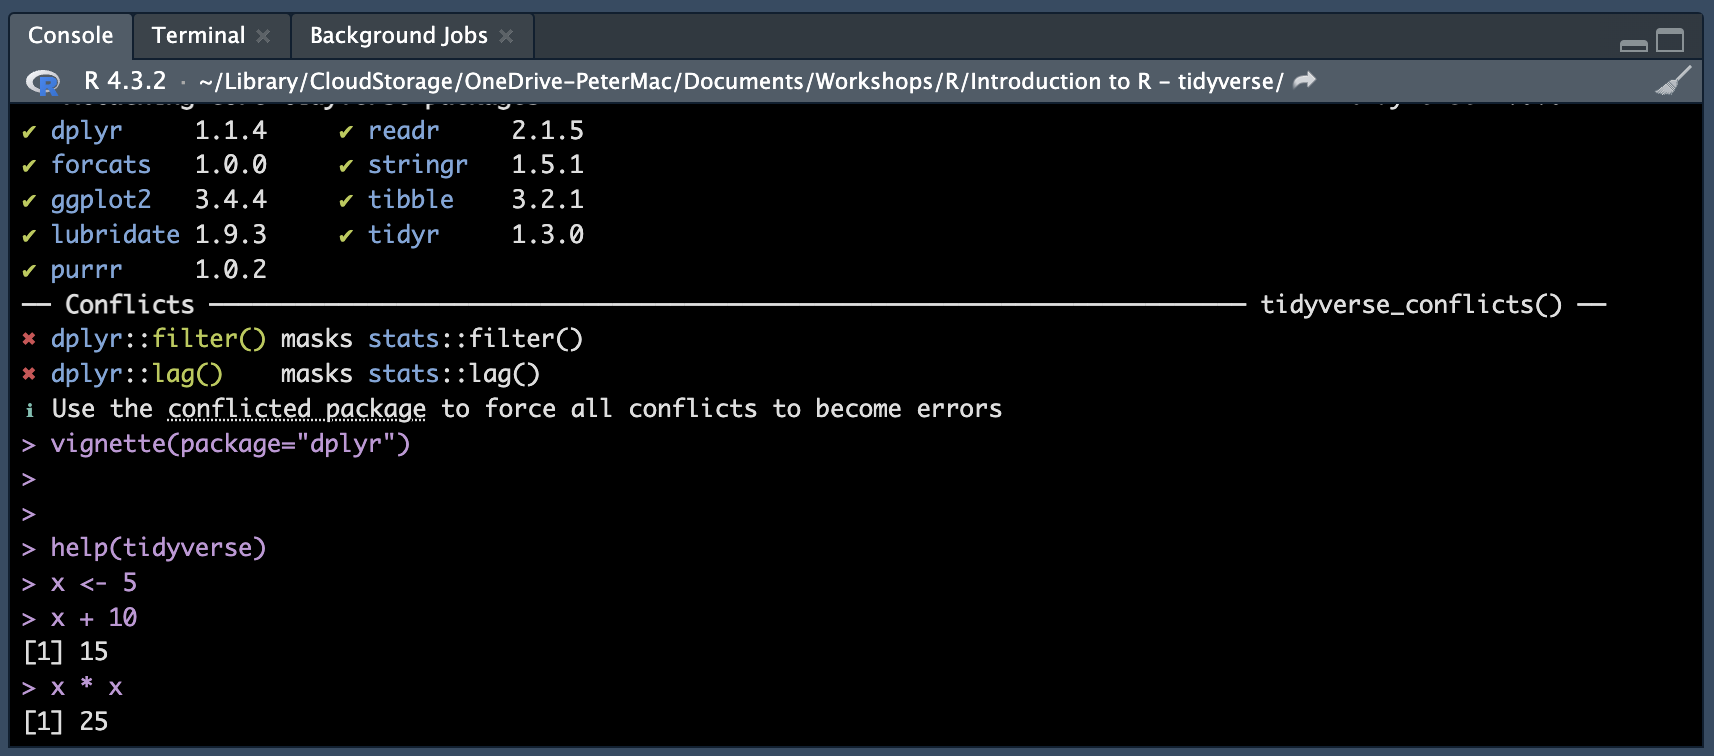 Console Terminal × Background Jobs ×
R 4.3.2 · ~/Library/CloudStorage/OneDrive-PeterMac/Documents/Workshops/R/Introduction to R - tidyverse/
✔ dplyr     1.1.4     ✔ readr     2.1.5
✔ forcats   1.0.0     ✔ stringr   1.5.1
✔ ggplot2   3.4.4     ✔ tibble    3.2.1
✔ lubridate 1.9.3     ✔ tidyr     1.3.0
✔ purrr     1.0.2
── Conflicts ── tidyverse_conflicts() ──
✖ dplyr::filter() masks stats::filter()
✖ dplyr::lag()    masks stats::lag()
ℹ Use the conflicted package to force all conflicts to become errors
> vignette(package="dplyr")
>
>
> help(tidyverse)
> x <- 5
> x + 10
[1] 15
> x * x
[1] 25